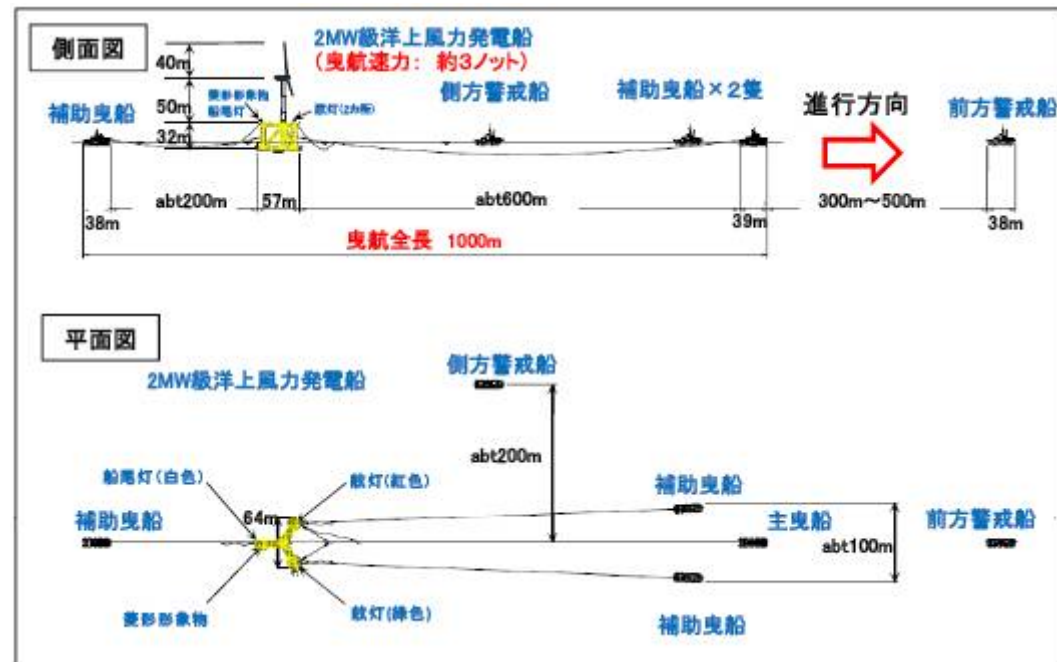 側面図
2MW級洋上風力発電船
(曳航速力: 約3ノット)
40m
50m
32m
菱形形象物
船尾灯
舷灯(2カ所)
補助曳船
側方警戒船
補助曳船×2隻
進行方向
前方警戒船
abt200m
57m
abt600m
300m～500m
38m
39m
38m
曳航全長 1000m
平面図
2MW級洋上風力発電船
側方警戒船
abt200m
船尾灯(白色)
舷灯(紅色)
補助曳船
64m
補助曳船
主曳船
前方警戒船
abt100m
菱形形象物
舷灯(緑色)
補助曳船